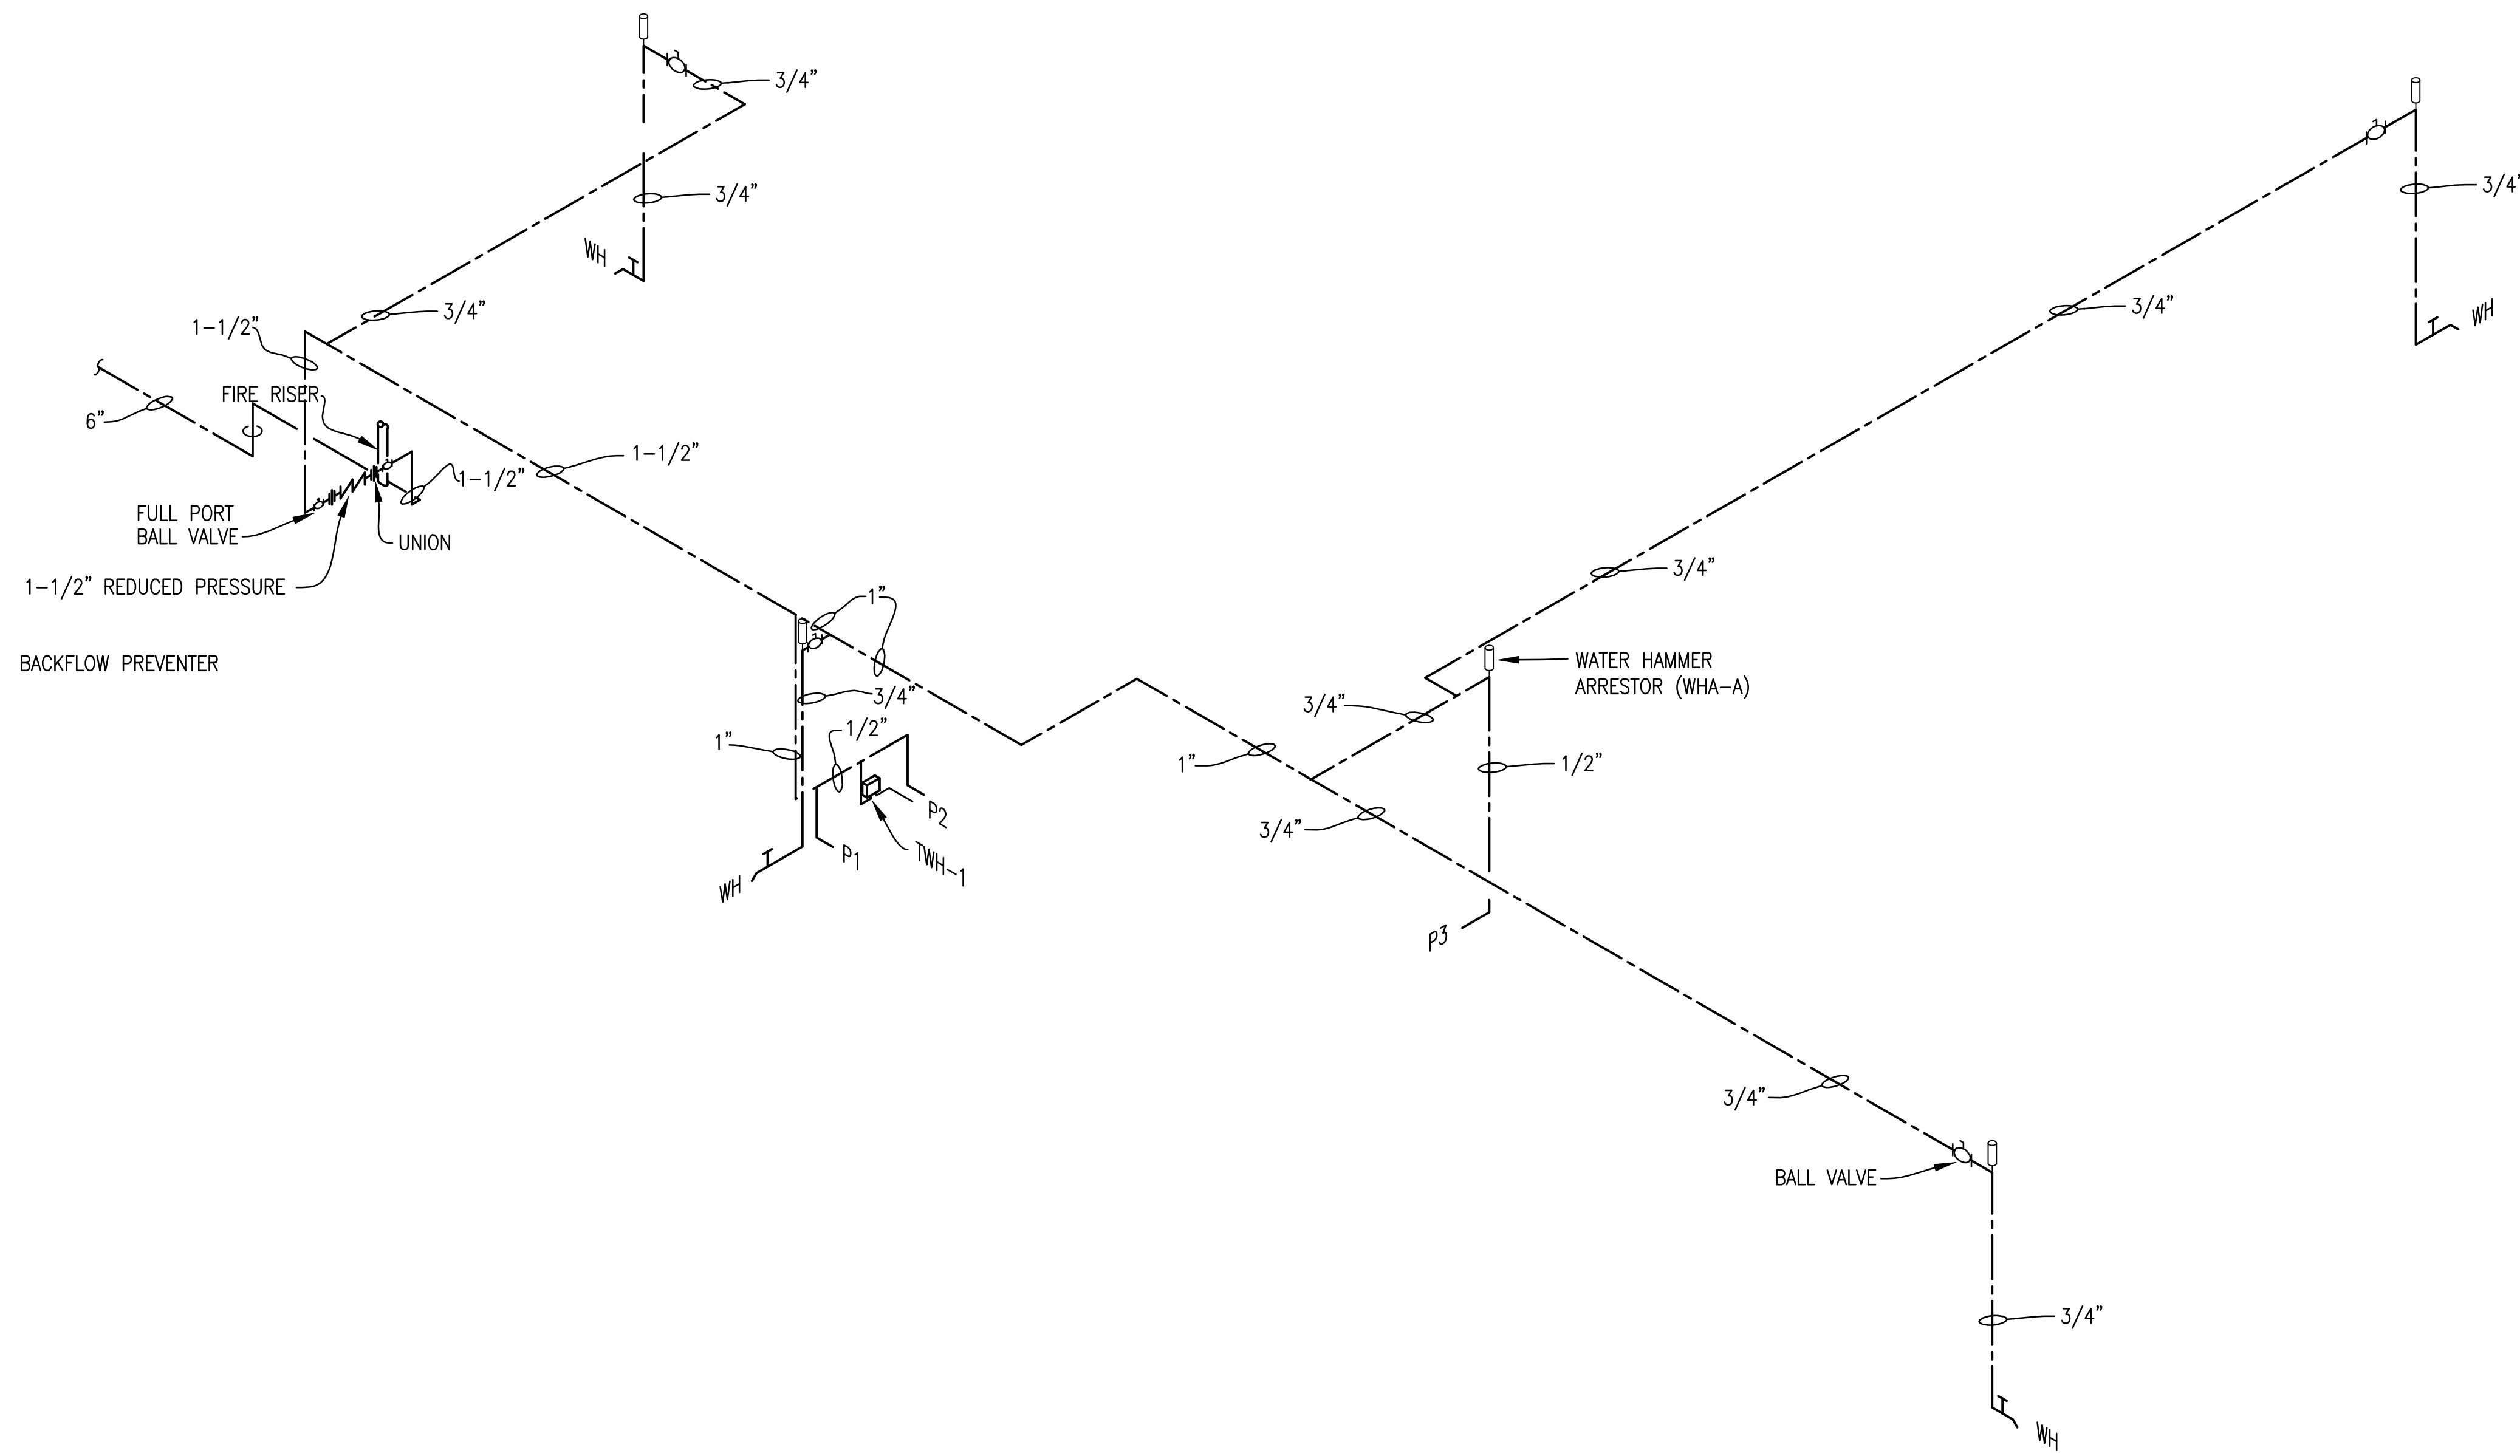 3/4"
3/4"
3/4"
WH
3/4"
1-1/2"
3/4"
WH
FIRE RISER
6"
1-1/2"
1-1/2"
FULL PORT
BALL VALVE
UNION
1-1/2" REDUCED PRESSURE
BACKFLOW PREVENTER
3/4"
1"
WATER HAMMER
ARRESTOR (WHA-A)
3/4"
3/4"
1/2"
1"
1"
1/2"
P2
3/4"
P1
TWH-1
WH
P3
3/4"
BALL VALVE
3/4"
WH